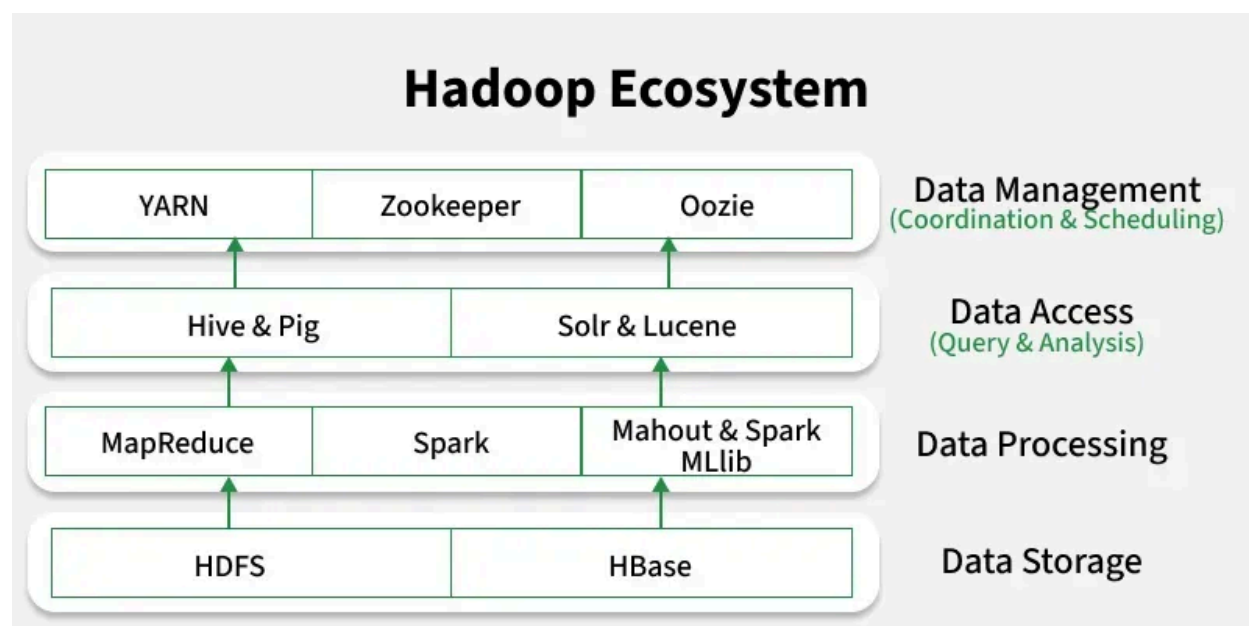 Hadoop Ecosystem
YARN
Zookeeper
Oozie
Data Management
(Coordination & Scheduling)
Hive & Pig
Solr & Lucene
Data Access
(Query & Analysis)
MapReduce
Spark
Mahout & Spark
MLlib
Data Processing
HDFS
HBase
Data Storage